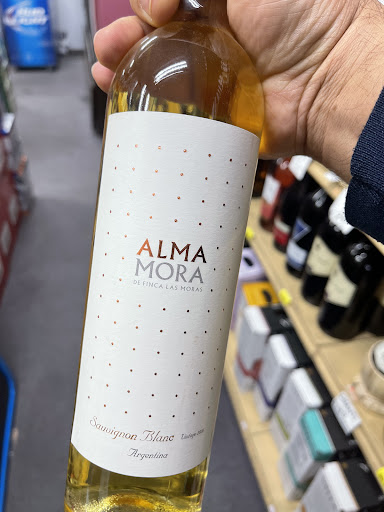 ALMA
MORA
DE FINCA LAS MORAS
Sauvignon Blanc
Argentina